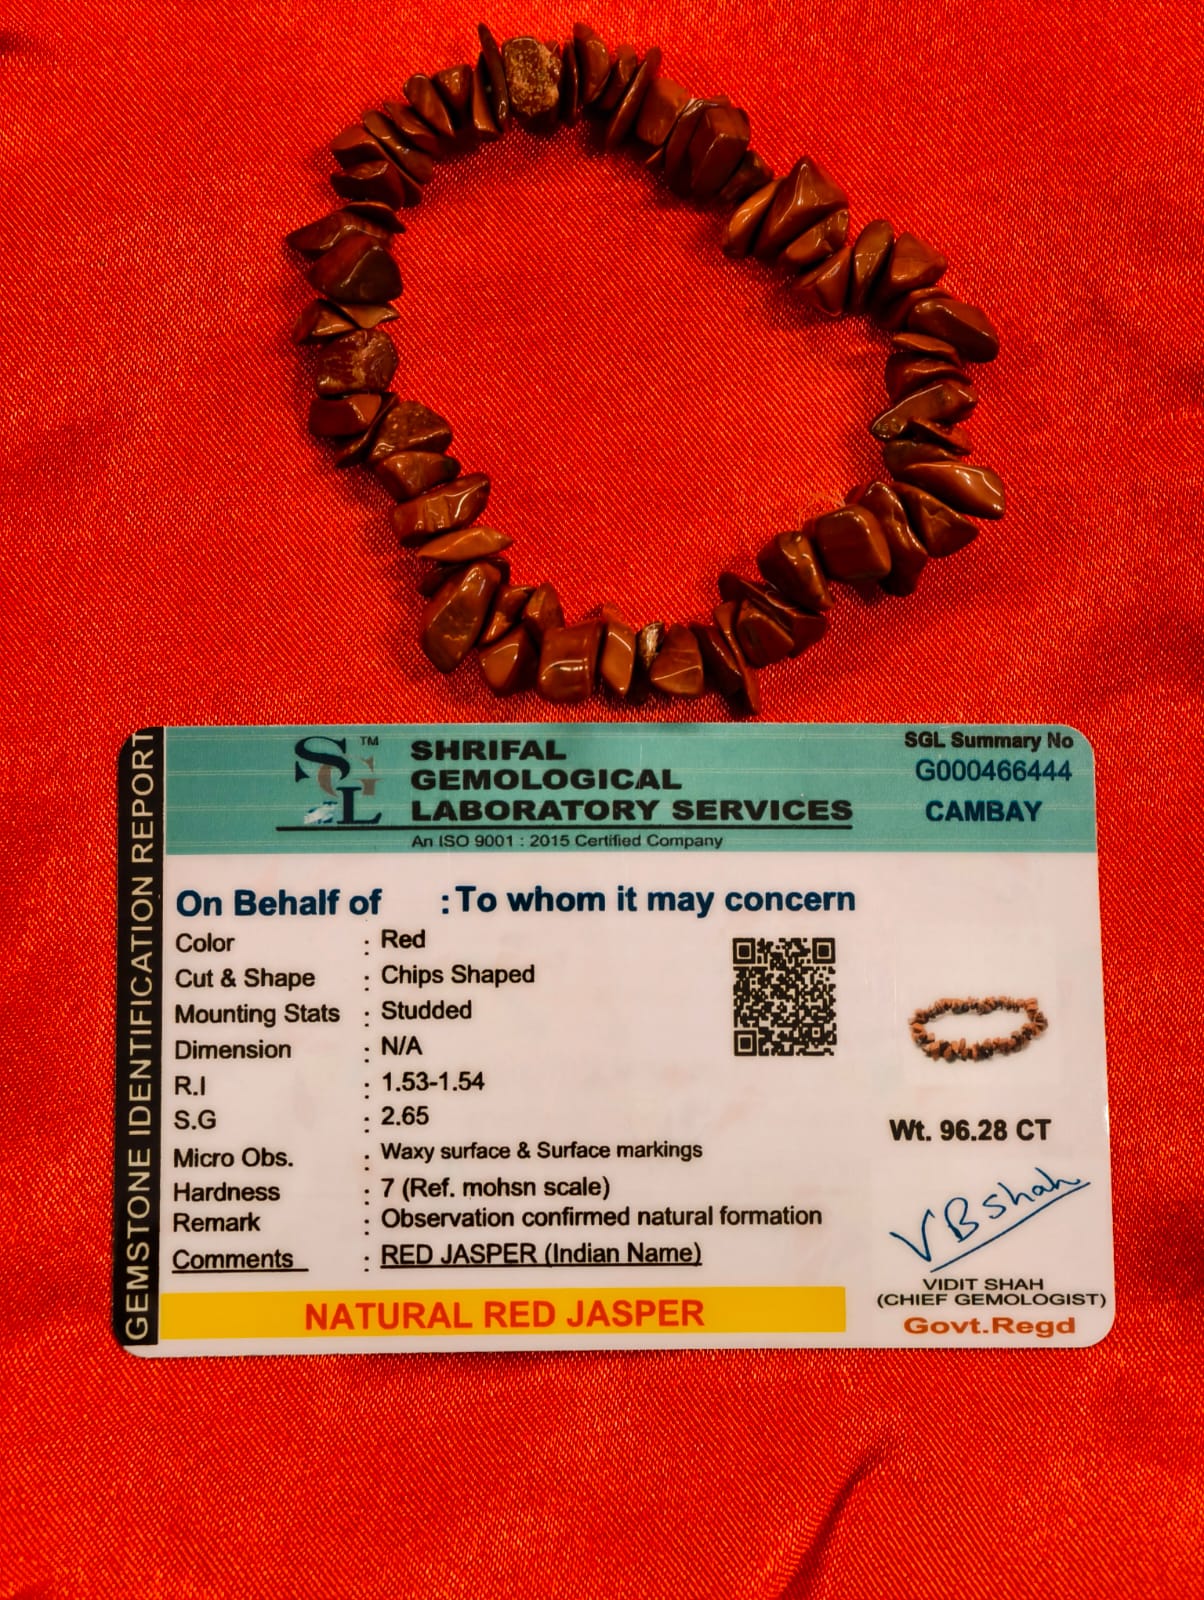 GEMSTONE IDENTIFICATION REPORT
SGL TM
SHRIFAL
GEMOLOGICAL
LABORATORY SERVICES
An ISO 9001 : 2015 Certified Company
SGL Summary No
G000466444
CAMBAY
On Behalf of : To whom it may concern
Color : Red
Cut & Shape : Chips Shaped
Mounting Stats : Studded
Dimension : N/A
R.I : 1.53-1.54
S.G : 2.65
Micro Obs. : Waxy surface & Surface markings
Hardness : 7 (Ref. mohsn scale)
Remark : Observation confirmed natural formation
Comments : RED JASPER (Indian Name)
NATURAL RED JASPER
Wt. 96.28 CT
VBshah
VIDIT SHAH
(CHIEF GEMOLOGIST)
Govt.Regd